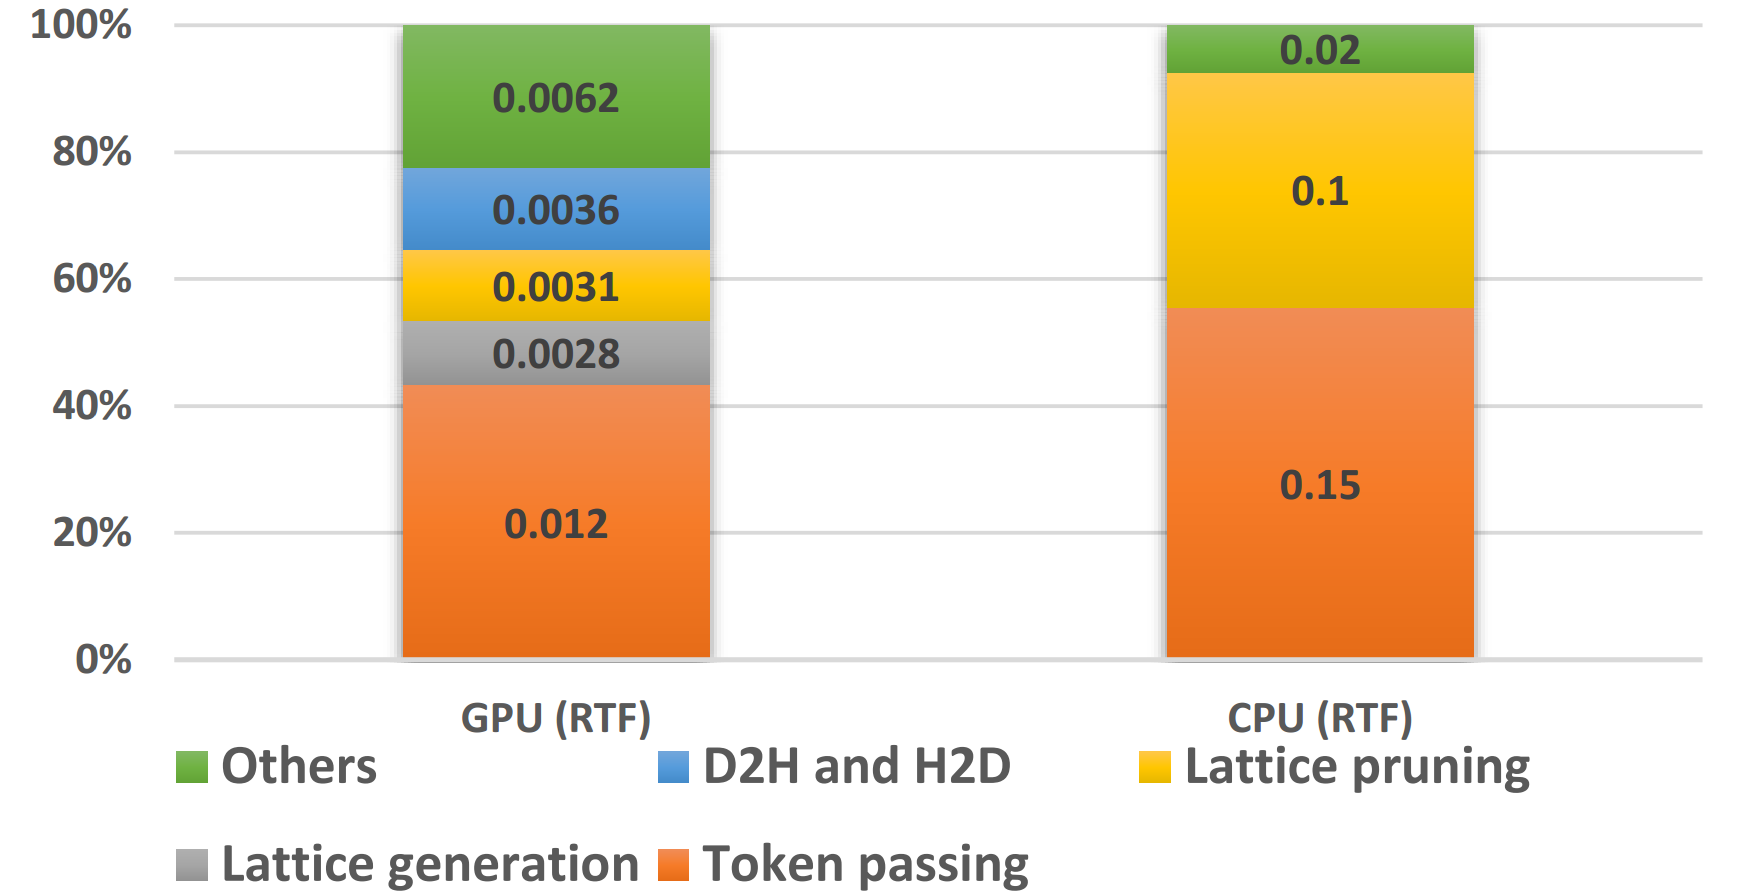 100%
80%
60%
40%
20%
0%
0.0062
0.0036
0.0031
0.0028
0.012
0.02
0.1
0.15
GPU (RTF)
CPU (RTF)
Others
D2H and H2D
Lattice pruning
Lattice generation
Token passing